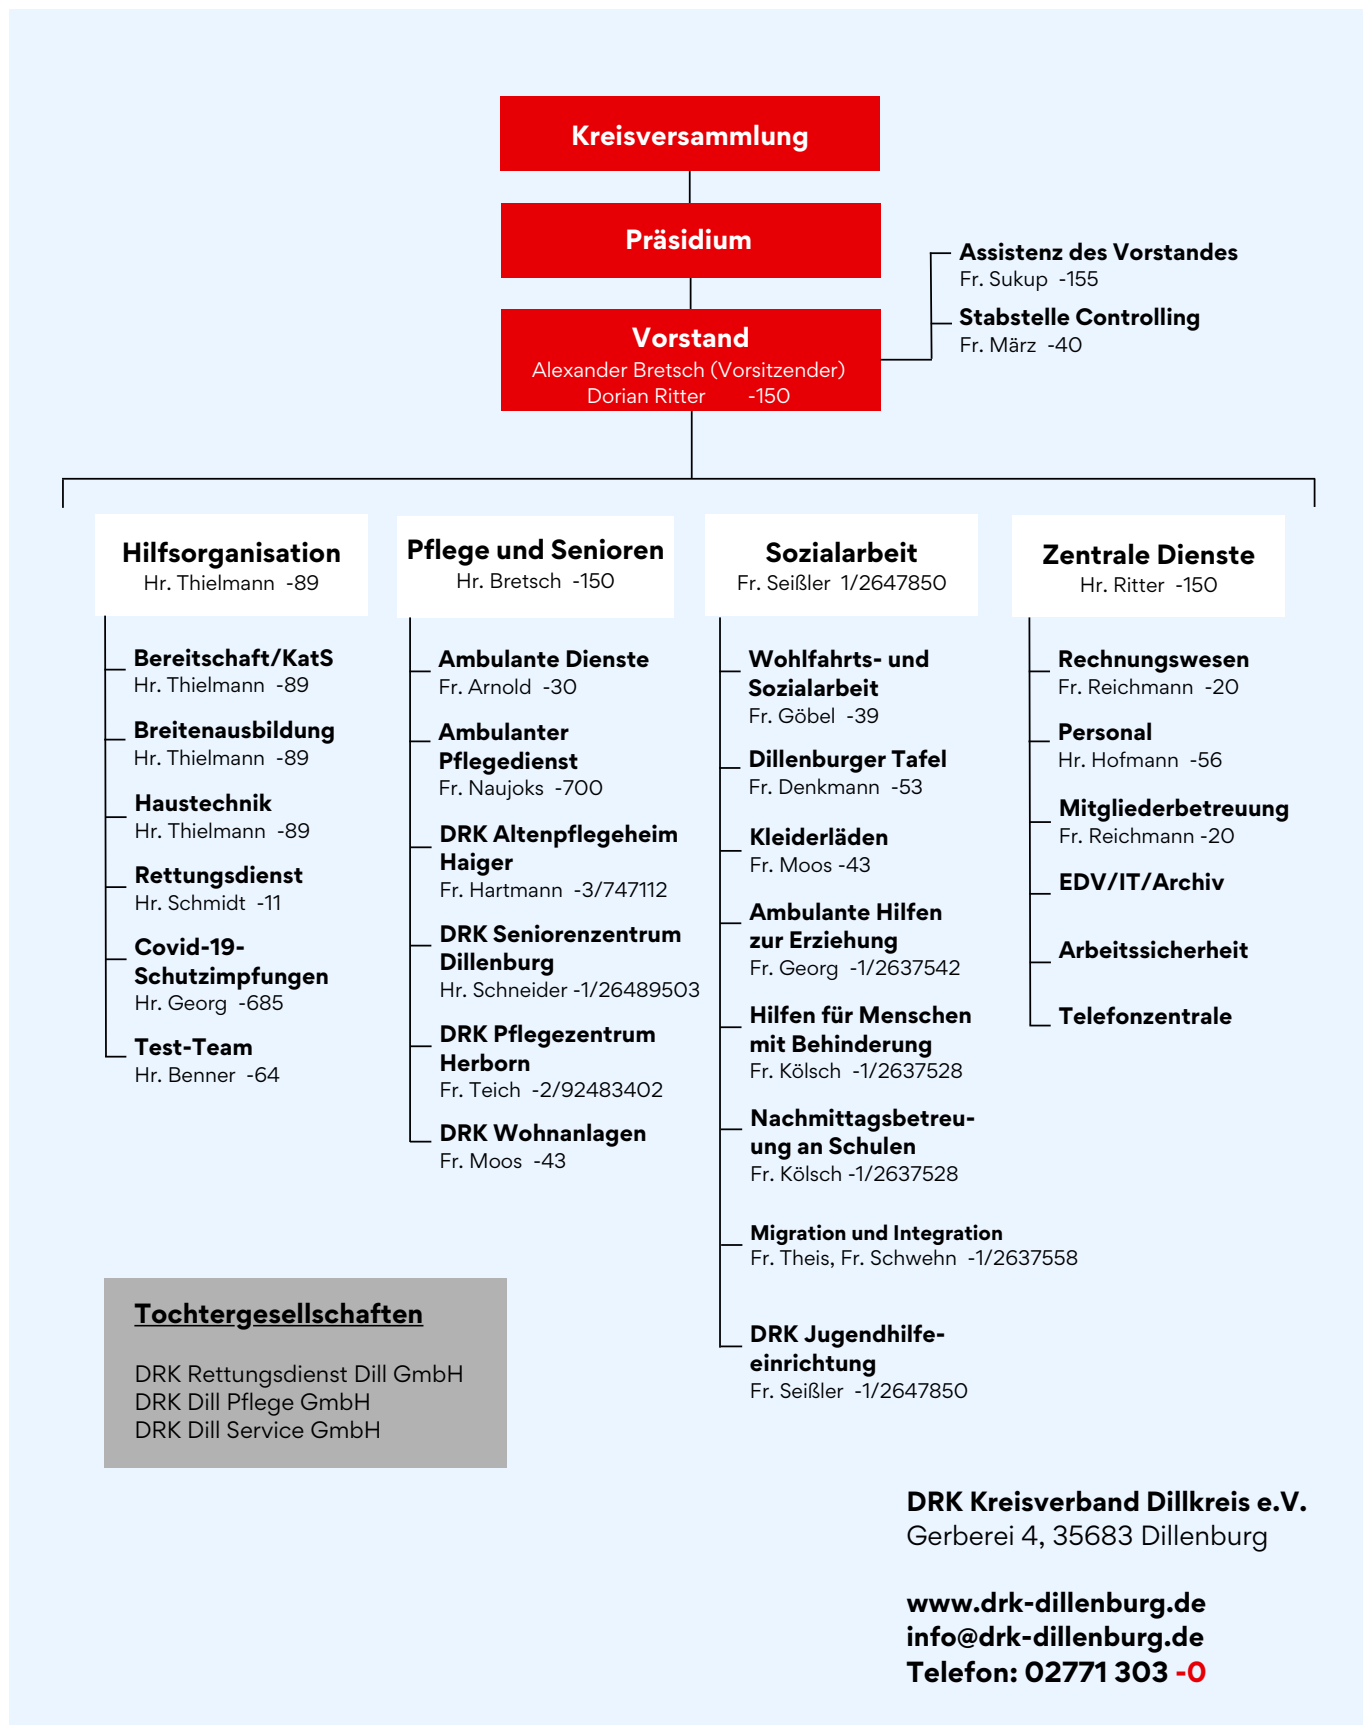 Kreisversammlung
Präsidium
Vorstand
Alexander Bretsch (Vorsitzender)
Dorian Ritter -150
Assistenz des Vorstandes
Fr. Sukup -155
Stabstelle Controlling
Fr. März -40
Hilfsorganisation
Hr. Thielmann -89
Bereitschaft/KatS
Hr. Thielmann -89
Breitenausbildung
Hr. Thielmann -89
Haustechnik
Hr. Thielmann -89
Rettungsdienst
Hr. Schmidt -11
Covid-19-
Schutzimpfungen
Hr. Georg -685
Test-Team
Hr. Benner -64
Pflege und Senioren
Hr. Bretsch -150
Ambulante Dienste
Fr. Arnold -30
Ambulanter
Pflegedienst
Fr. Naujoks -700
DRK Altenpflegeheim
Haiger
Fr. Hartmann -3/747112
DRK Seniorenzentrum
Dillenburg
Hr. Schneider -1/26489503
DRK Pflegezentrum
Herborn
Fr. Teich -2/92483402
DRK Wohnanlagen
Fr. Moos -43
Sozialarbeit
Fr. Seißler 1/2647850
Wohlfahrts- und
Sozialarbeit
Fr. Göbel -39
Dillenburger Tafel
Fr. Denkmann -53
Kleiderläden
Fr. Moos -43
Ambulante Hilfen
zur Erziehung
Fr. Georg -1/2637542
Hilfen für Menschen
mit Behinderung
Fr. Kölsch -1/2637528
Nachmittagsbetreu-
ung an Schulen
Fr. Kölsch -1/2637528
Migration und Integration
Fr. Theis, Fr. Schwehn -1/2637558
DRK Jugendhilfe-
einrichtung
Fr. Seißler -1/2647850
Zentrale Dienste
Hr. Ritter -150
Rechnungswesen
Fr. Reichmann -20
Personal
Hr. Hofmann -56
Mitgliederbetreuung
Fr. Reichmann -20
EDV/IT/Archiv
Arbeitssicherheit
Telefonzentrale
Tochtergesellschaften
DRK Rettungsdienst Dill GmbH
DRK Dill Pflege GmbH
DRK Dill Service GmbH
DRK Kreisverband Dillkreis e.V.
Gerberei 4, 35683 Dillenburg
www.drk-dillenburg.de
info@drk-dillenburg.de
Telefon: 02771 303 -0